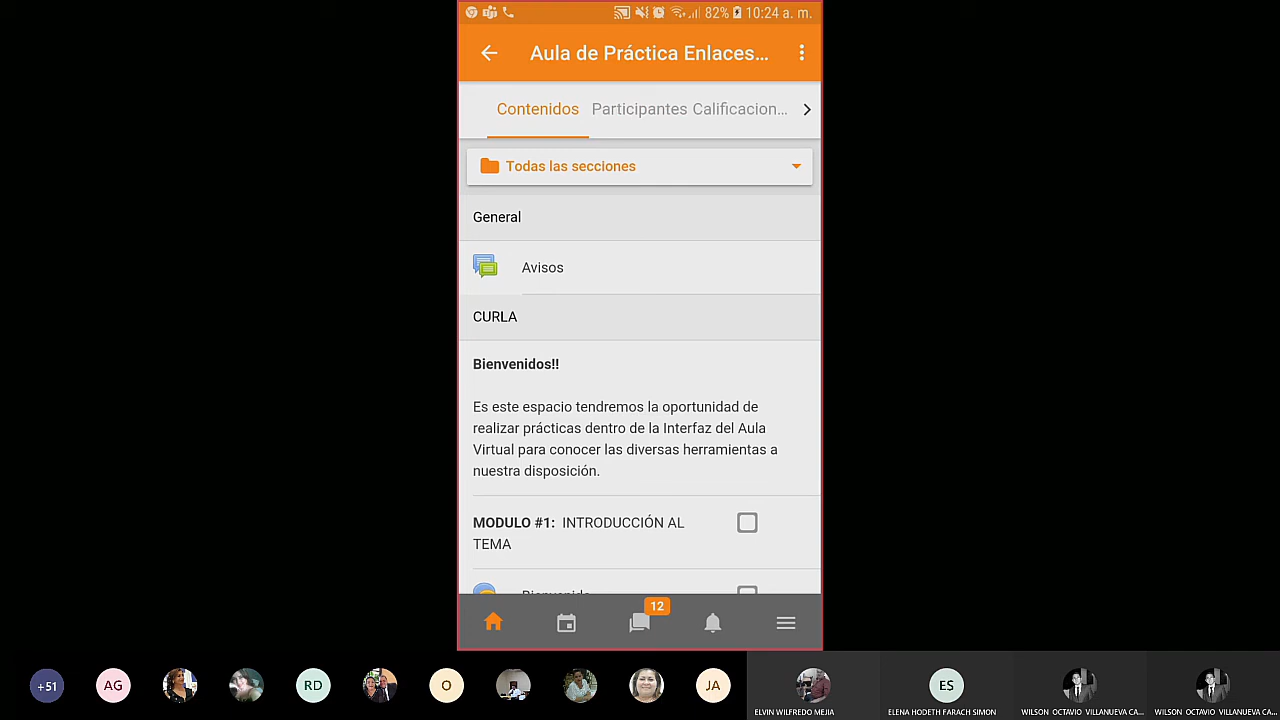 82% 10:24 a. m.
Aula de Práctica Enlaces...
Contenidos Participantes Calificacion...
Todas las secciones
General
Avisos
CURLA
Bienvenidos!!
Es este espacio tendremos la oportunidad de
realizar prácticas dentro de la Interfaz del Aula
Virtual para conocer las diversas herramientas a
nuestra disposición.
MODULO #1: INTRODUCCIÓN AL
TEMA
12
+51 AG RD O JA ES
ELVIN WILFREDO MEJIA ELENA HODETH FARACH SIMON WILSON OCTAVIO VILLANUEVA CA... WILSON OCTAVIO VILLANUEVA CA...